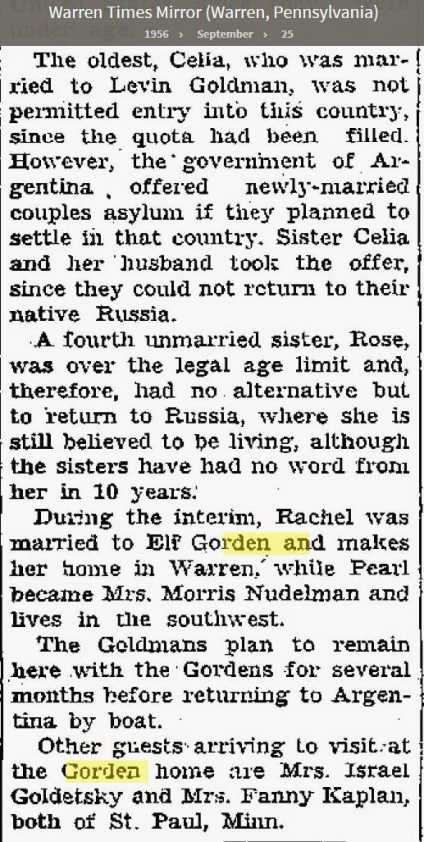 Warren Times Mirror (Warren, Pennsylvania)
1956 › September › 25
The oldest, Celia, who was mar-
ried to Levin Goldman, was not
permitted entry into this country,
since the quota had been filled.
However, the government of Ar-
gentina offered newly-married
couples asylum if they planned to
settle in that country. Sister Celia
and her husband took the offer,
since they could not return to their
native Russia.
A fourth unmarried sister, Rose,
was over the legal age limit and,
therefore, had no alternative but
to return to Russia, where she is
still believed to be living, although
the sisters have had no word from
her in 10 years.
During the interim, Rachel was
married to Elf Gorden and makes
her home in Warren, while Pearl
became Mrs. Morris Nudelman and
lives in the southwest.
The Goldmans plan to remain
here with the Gordens for several
months before returning to Argen-
tina by boat.
Other guests arriving to visit at
the Gorden home are Mrs. Israel
Goldetsky and Mrs. Fanny Kaplan,
both of St. Paul, Minn.